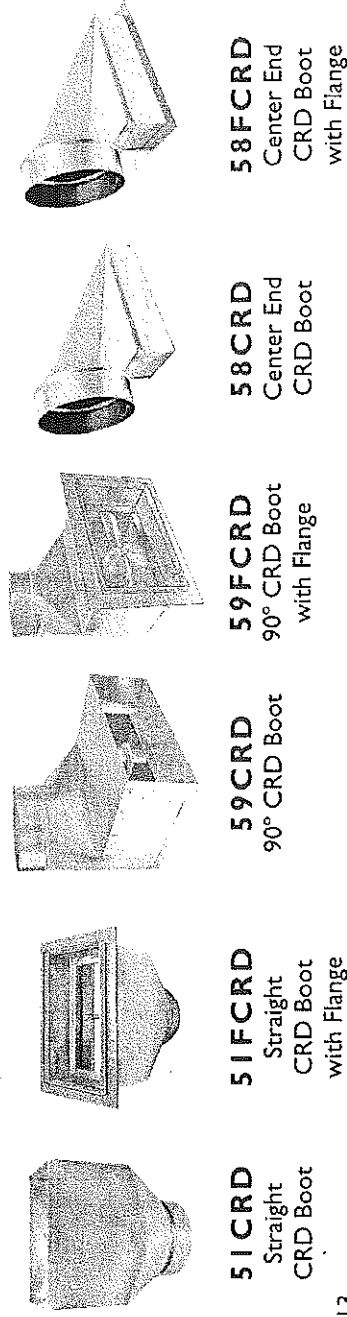 51CRD
Straight
CRD Boot
51FCRD
Straight
CRD Boot
with Flange
59CRD
90° CRD Boot
59FCRD
90° CRD Boot
with Flange
58CRD
Center End
CRD Boot
58FCRD
Center End
CRD Boot
with Flange